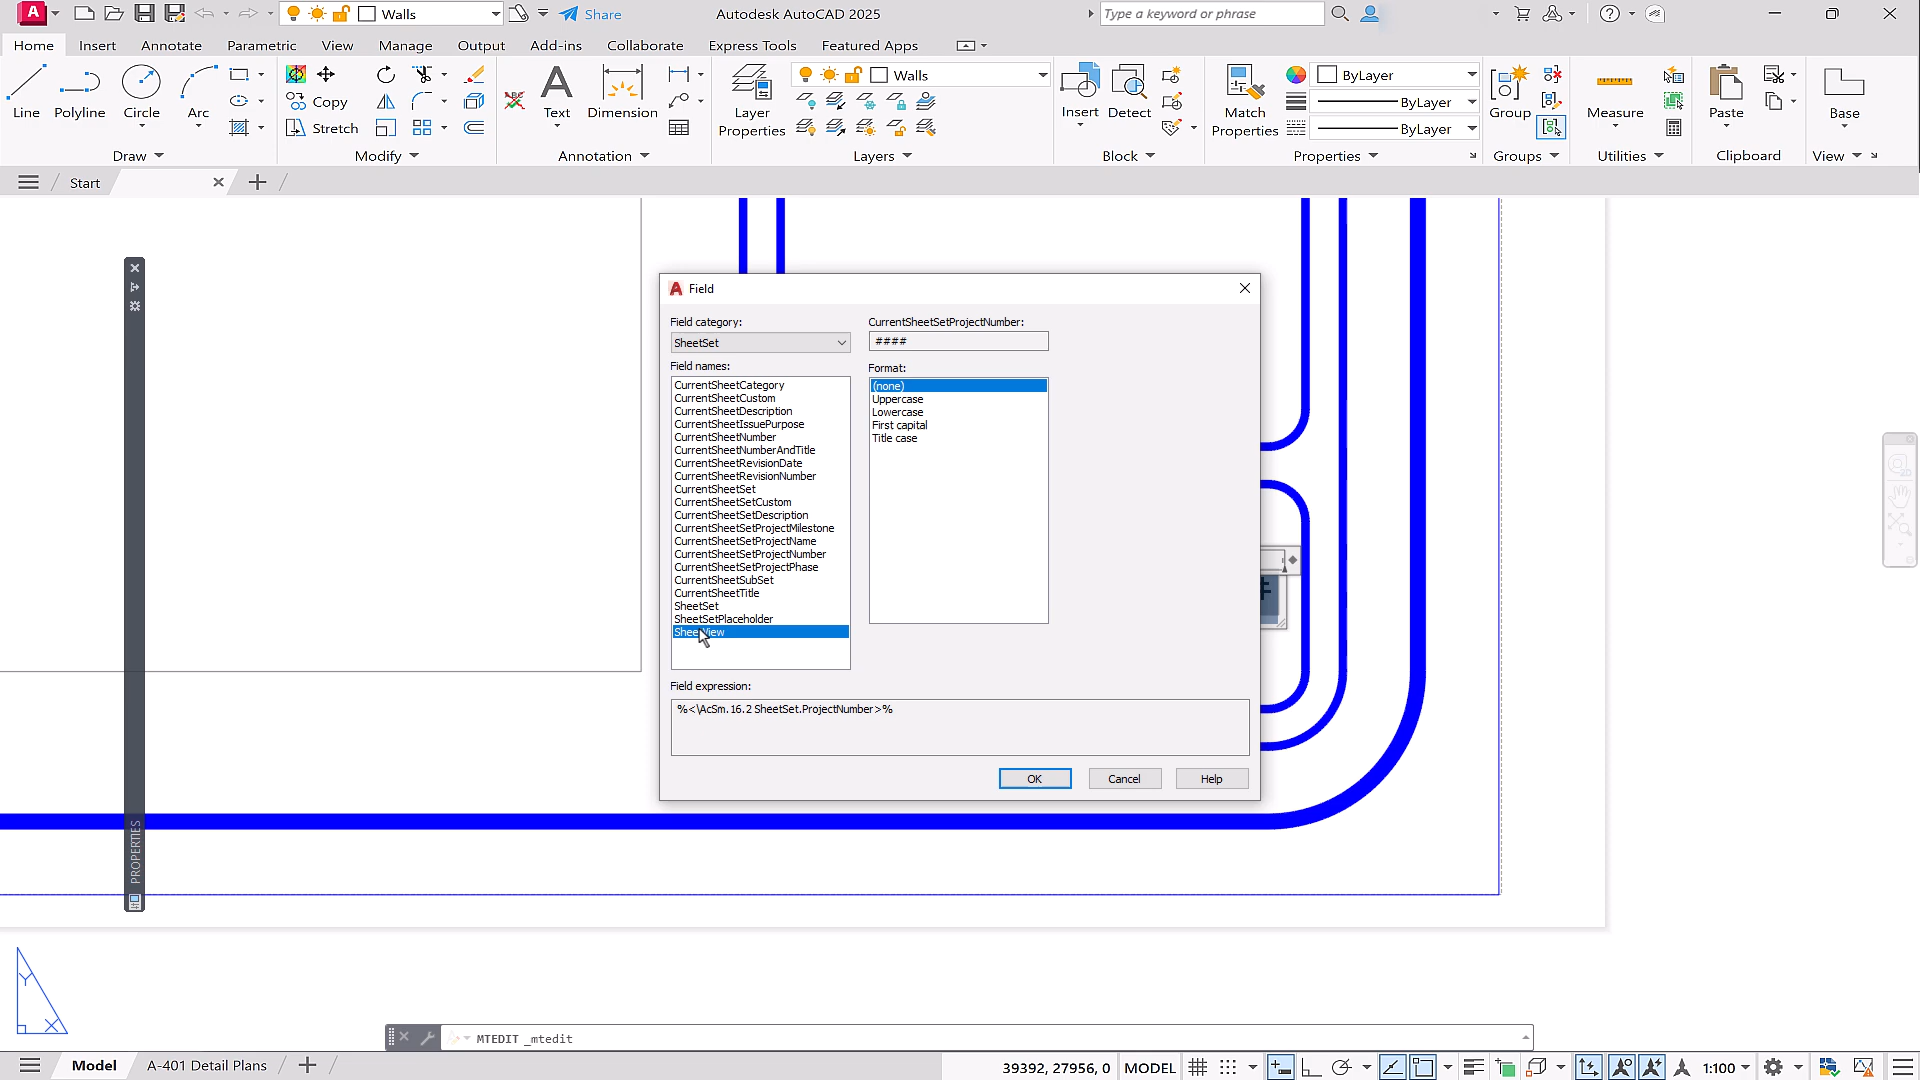 Walls
Share
Autodesk AutoCAD 2025
Type a keyword or phrase
Home
Insert
Annotate
Parametric
View
Manage
Output
Add-ins
Collaborate
Express Tools
Featured Apps
Line
Polyline
Circle
Arc
Copy
Stretch
Text
Dimension
Layer Properties
Walls
Insert
Detect
Match Properties
ByLayer
ByLayer
ByLayer
Group
Measure
Paste
Base
Draw
Modify
Annotation
Layers
Block
Properties
Groups
Utilities
Clipboard
View
Start
PROPERTIES
Field
Field category:
SheetSet
Field names:
CurrentSheetCategory
CurrentSheetCustom
CurrentSheetDescription
CurrentSheetIssuePurpose
CurrentSheetNumber
CurrentSheetNumberAndTitle
CurrentSheetRevisionDate
CurrentSheetRevisionNumber
CurrentSheetSet
CurrentSheetSetCustom
CurrentSheetSetDescription
CurrentSheetSetProjectMilestone
CurrentSheetSetProjectName
CurrentSheetSetProjectNumber
CurrentSheetSetProjectPhase
CurrentSheetSubSet
CurrentSheetTitle
SheetSet
SheetSetPlaceholder
SheetView
CurrentSheetSetProjectNumber:
####
Format:
(none)
Uppercase
Lowercase
First capital
Title case
Field expression:
%<\AcSm.16.2 SheetSet.ProjectNumber>%
OK
Cancel
Help
Y
X
MTEDIT _mtedit
Model
A-401 Detail Plans
39392, 27956, 0
MODEL
1:100